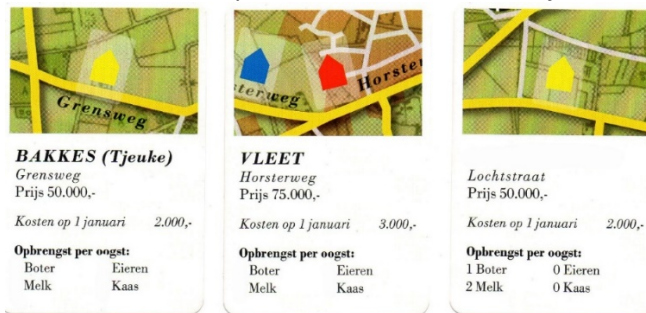 Grensweg
BAKKES (Tjeuke)
Grensweg
Prijs 50.000,-
Kosten op 1 januari 2.000,-
Opbrengst per oogst:
Boter Eieren
Melk Kaas
sterweg
Horster
VLEET
Horsterweg
Prijs 75.000,-
Kosten op 1 januari 3.000,-
Opbrengst per oogst:
Boter Eieren
Melk Kaas
Lochtstraat
Prijs 50.000,-
Kosten op 1 januari 2.000,-
Opbrengst per oogst:
1 Boter 0 Eieren
2 Melk 0 Kaas